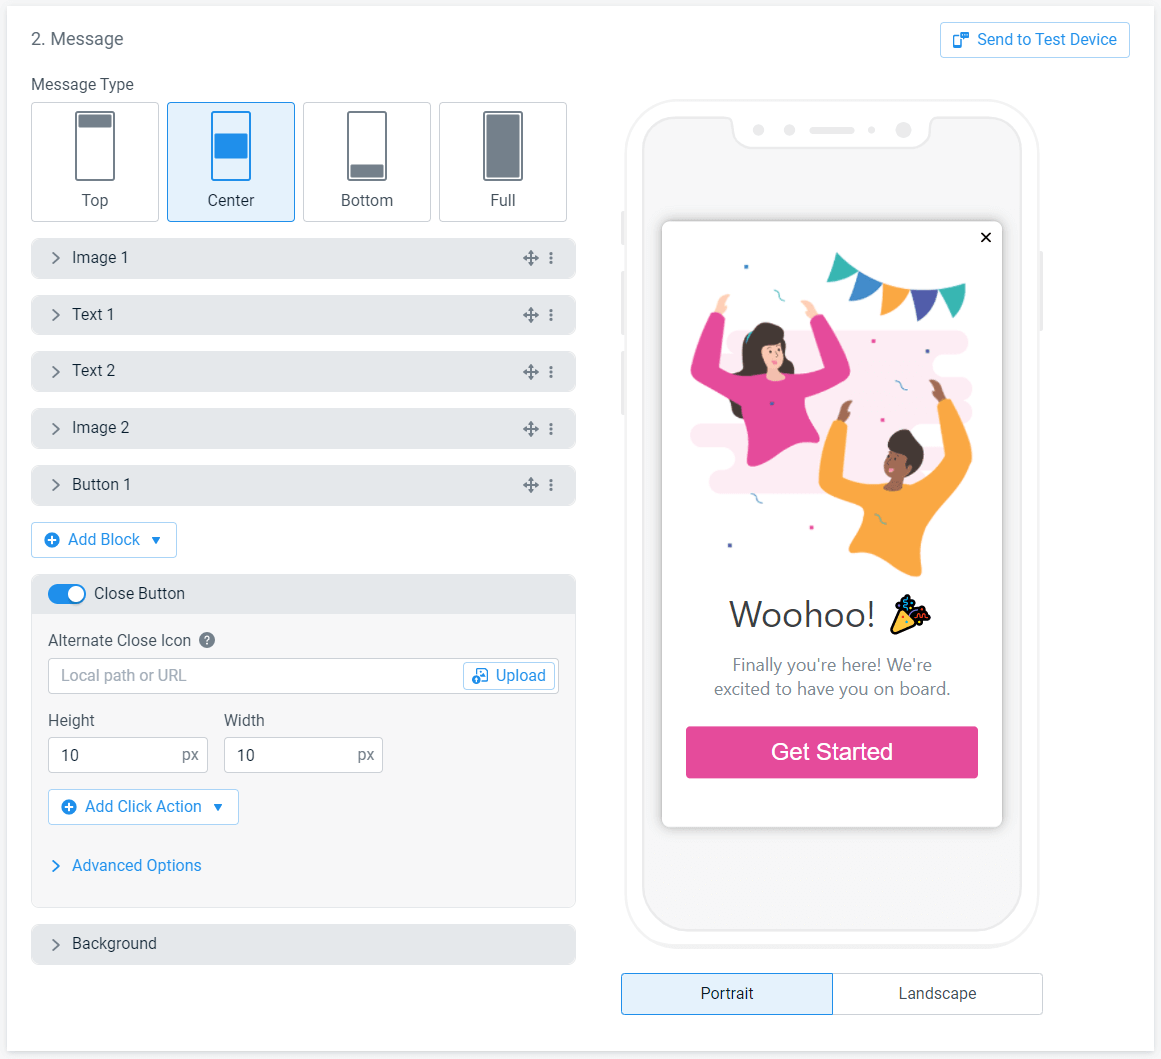 2. Message
Send to Test Device
Message Type
Top
Center
Bottom
Full
Image 1
Text 1
Text 2
Image 2
Button 1
Add Block
Close Button
Alternate Close Icon ?
Local path or URL
Upload
Height
Width
10 px
10 px
Add Click Action
Advanced Options
Background
Woohoo! 🎉
Finally you're here! We're
excited to have you on board.
Get Started
Portrait
Landscape